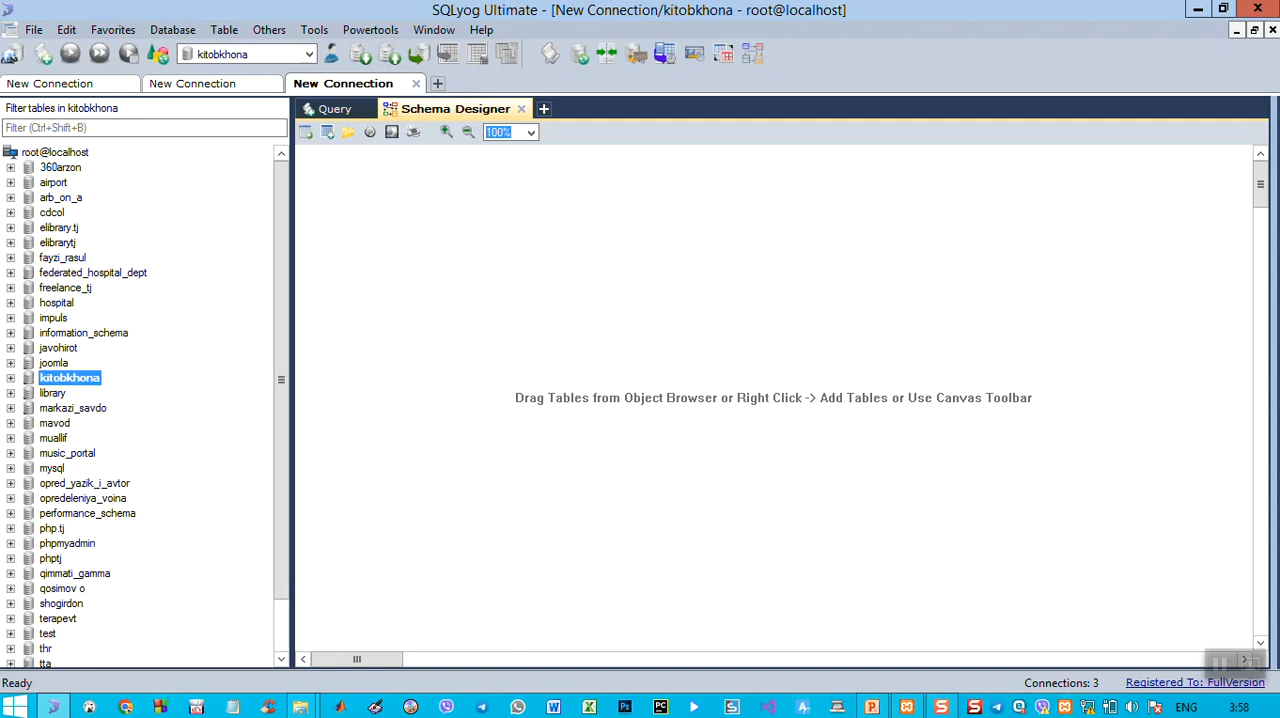 SQLyog Ultimate - [New Connection/kitobkhona - root@localhost]
File Edit Favorites Database Table Others Tools Powertools Window Help
kitobkhona
New Connection New Connection New Connection
Filter tables in kitobkhona
Query Schema Designer
Filter (Ctrl+Shift+B)
100%
root@localhost
360arzon
airport
arb_on_a
cdcol
elibrary.tj
elibrarytj
fayzi_rasul
federated_hospital_dept
freelance_tj
hospital
impuls
information_schema
javohirot
joomla
kitobkhona
library
markazi_savdo
mavod
muallif
music_portal
mysql
opred_yazik_i_avtor
opredeleniya_voina
performance_schema
php.tj
phpmyadmin
phptj
qimmati_gamma
qosimov o
shogirdon
terapevt
test
thr
tta
Drag Tables from Object Browser or Right Click -> Add Tables or Use Canvas Toolbar
Ready
Connections: 3
Registered To: FullVersion
ENG 3:58